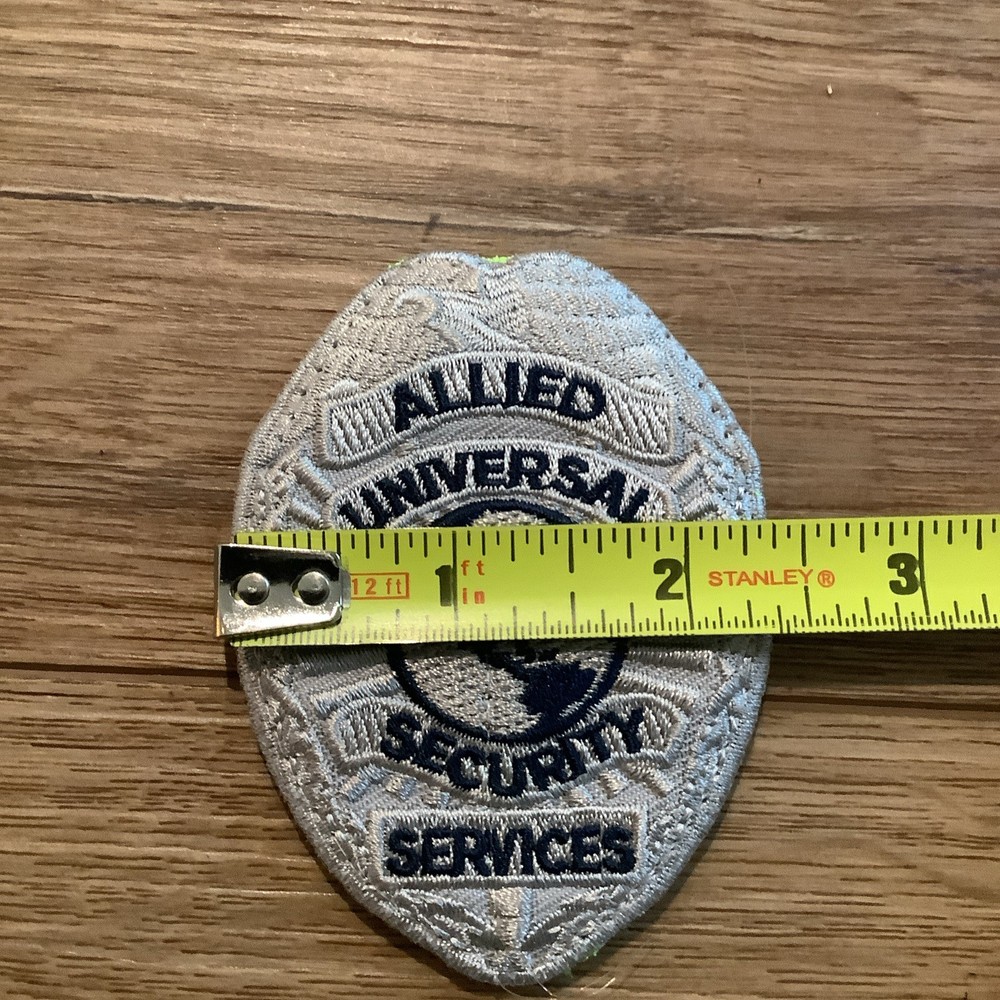 ALLIED
UNIVERSAL
12 ft 1 ft in 2 STANLEY® 3
SECURITY
SERVICES